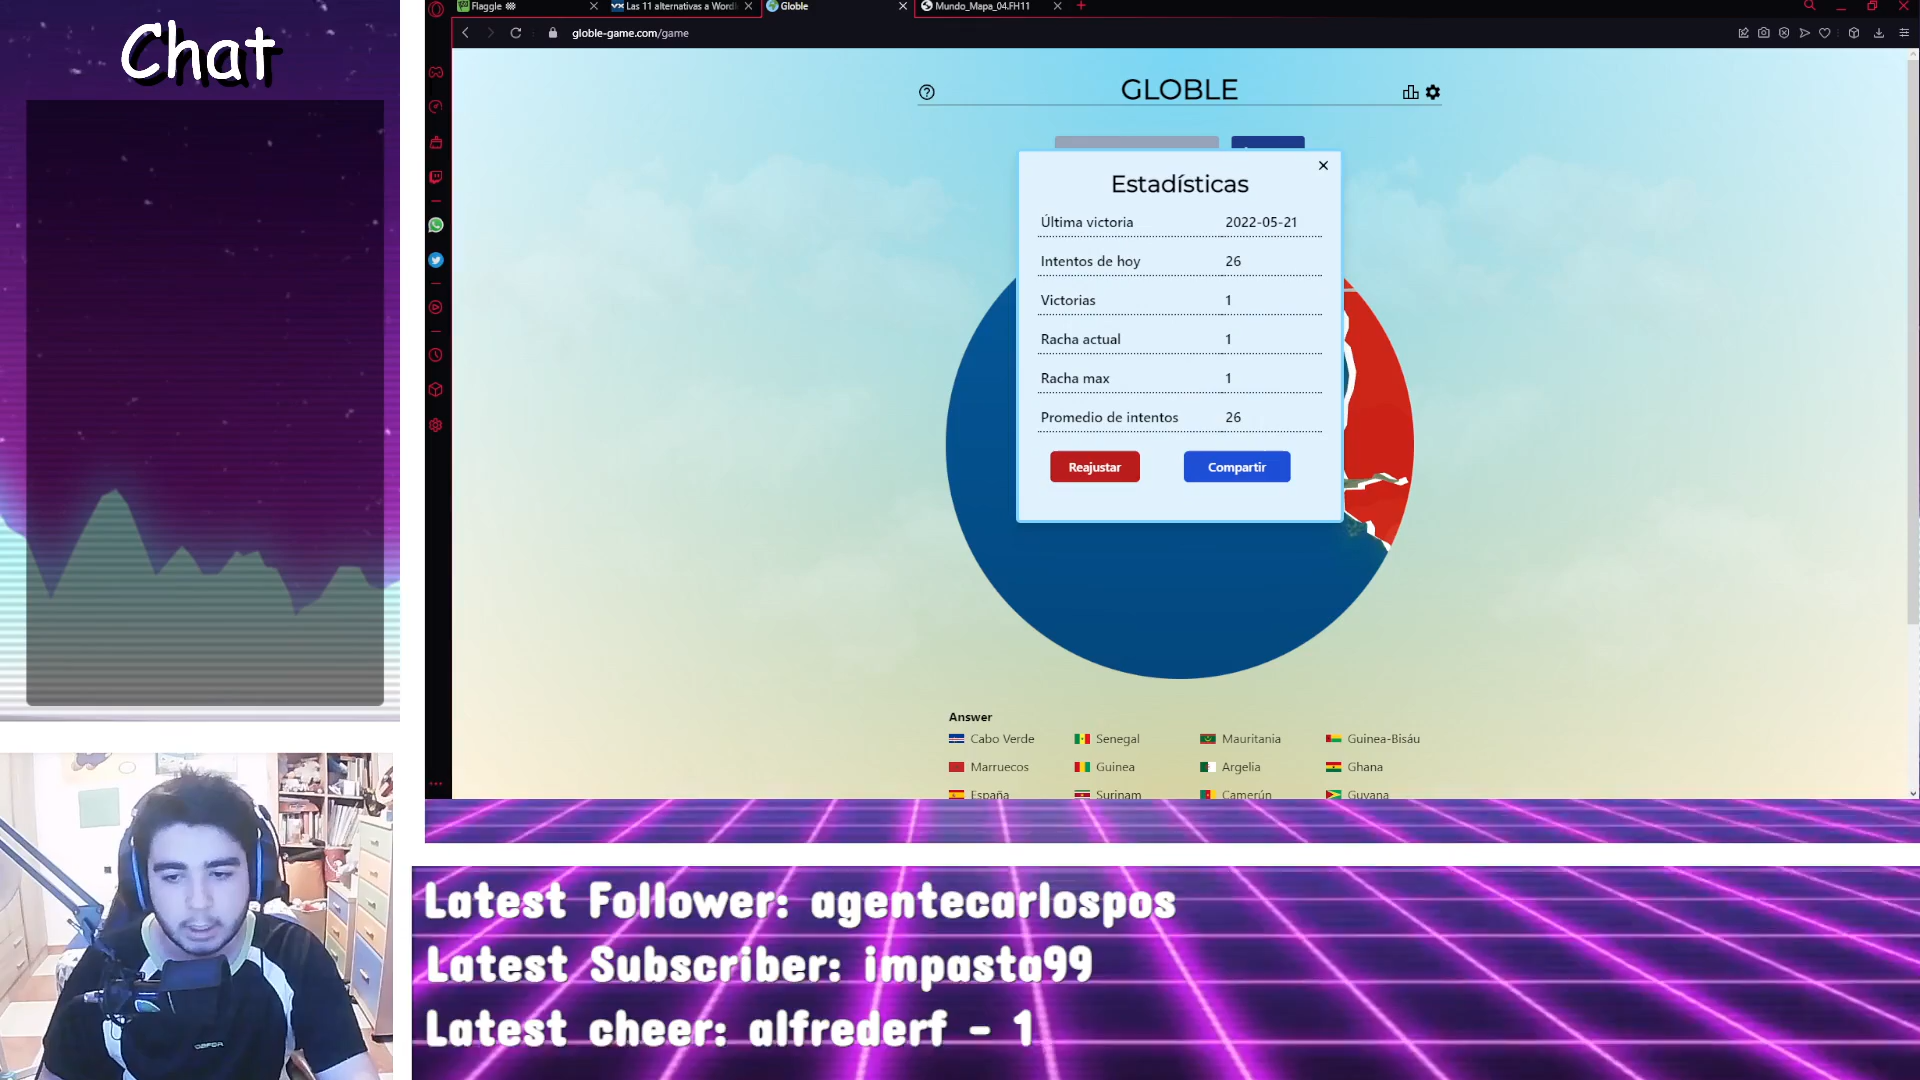 Chat
Flaggle
Las 11 alternativas a Wordl
Globle
Mundo_Mapa_04.FH11
globle-game.com/game
GLOBLE
Estadísticas
Última victoria 2022-05-21
Intentos de hoy 26
Victorias 1
Racha actual 1
Racha max 1
Promedio de intentos 26
Reajustar Compartir
Answer
Cabo Verde Senegal Mauritania Guinea-Bisáu
Marruecos Guinea Argelia Ghana
España Surinam Camerún Guyana
Latest Follower: agentecarlospos
Latest Subscriber: impasta99
Latest cheer: alfrederf - 1